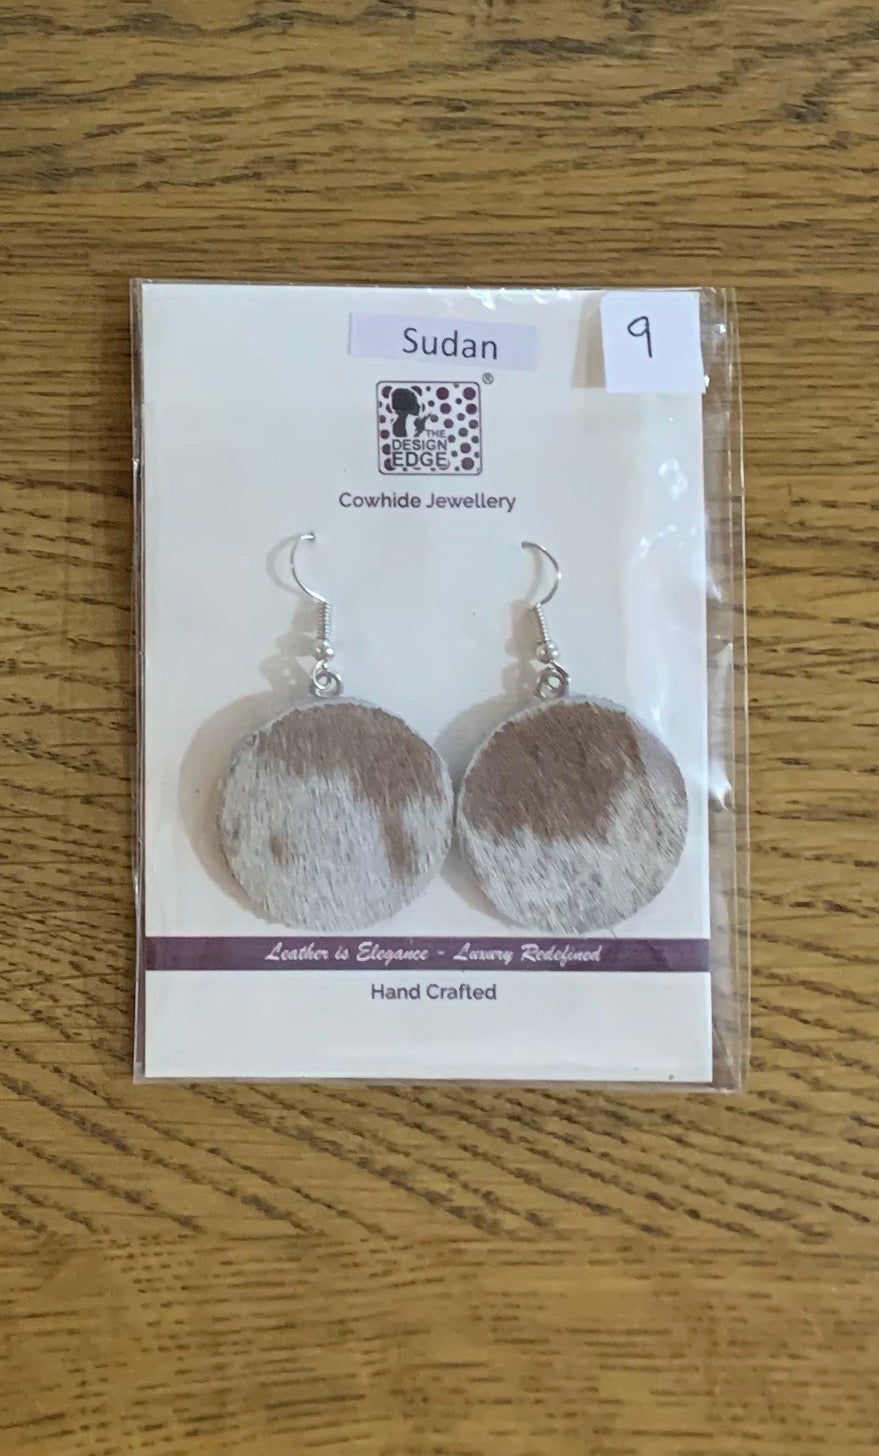 Sudan
9
®
THE
DESIGN
EDGE
Cowhide Jewellery
Leather is Elegance - Luxury Redefined
Hand Crafted